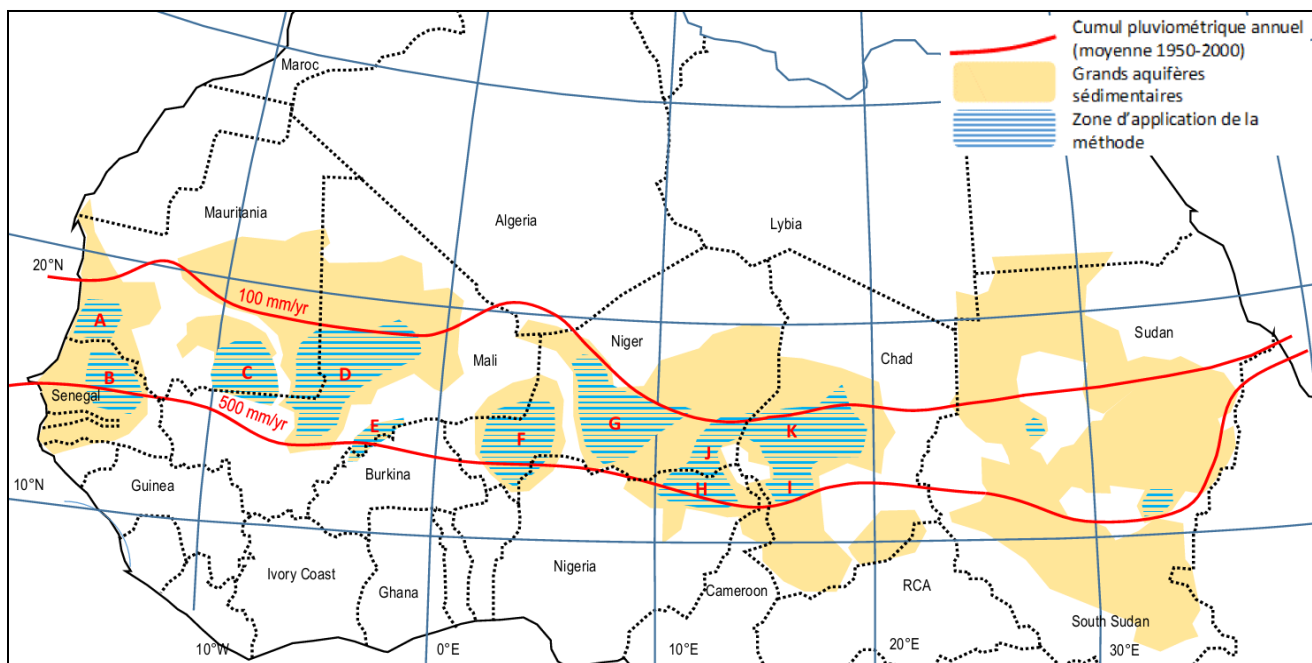 Cumul pluviométrique annuel
(moyenne 1950-2000)
Grands aquifères
sédimentaires
Zone d'application de la
méthode
Maroc
Mauritania
Algeria
Lybia
20°N
100 mm/yr
Niger
Sudan
Mali
Chad
A
B
C
D
E
F
G
J
K
H
I
Senegal
500 mm/yr
10°N
Guinea
Burkina
Ivory Coast
Ghana
Nigeria
Cameroon
RCA
South Sudan
10°W
0°E
10°E
20°E
30°E